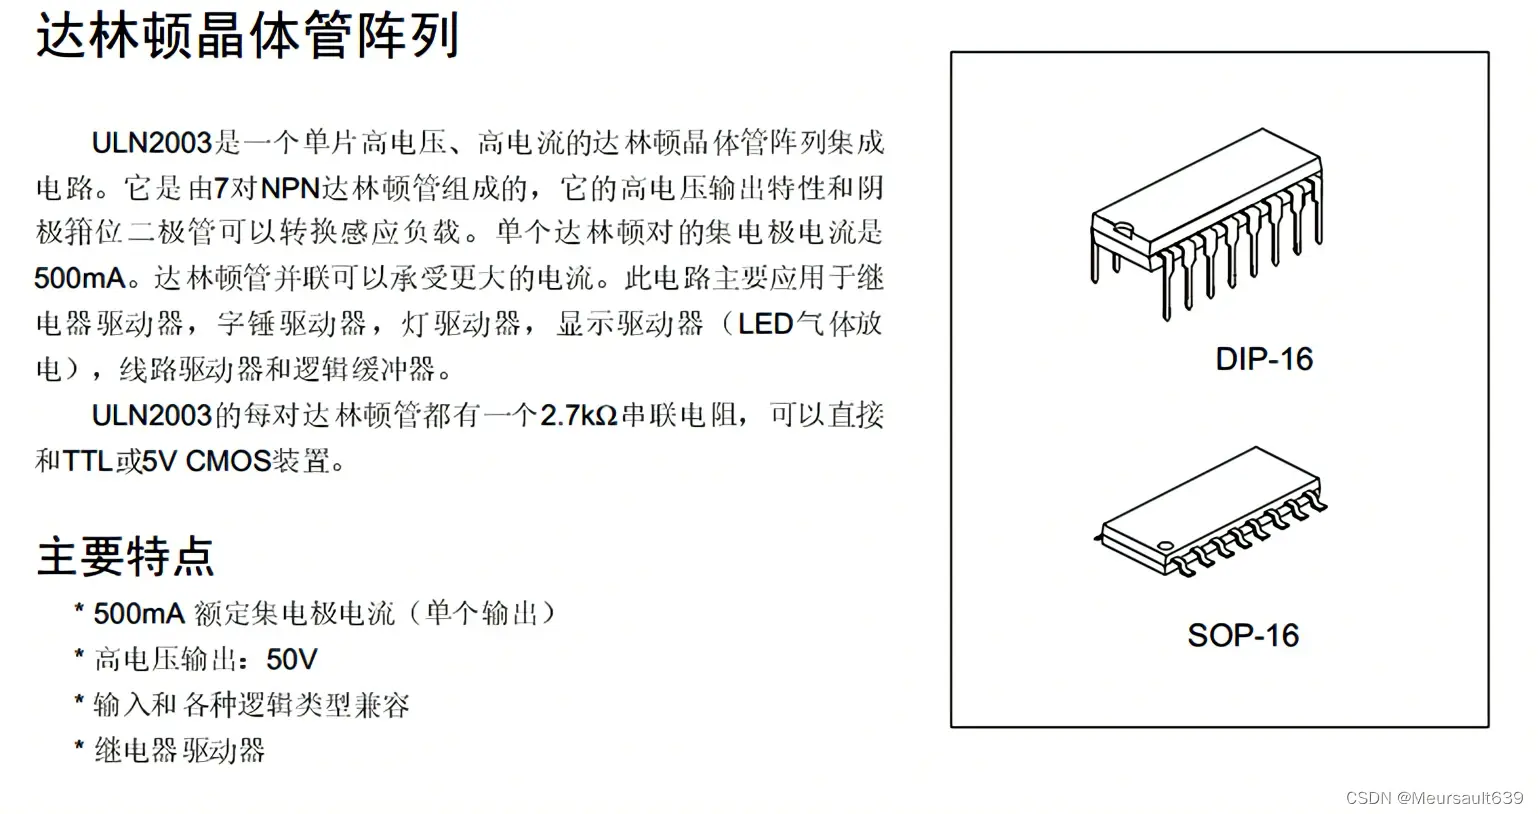 达林顿晶体管阵列
ULN2003是一个单片高电压、高电流的达林顿晶体管阵列集成
电路。它是由7对NPN达林顿管组成的，它的高电压输出特性和阴
极箝位二极管可以转换感应负载。单个达林顿对的集电极电流是
500mA。达林顿管并联可以承受更大的电流。此电路主要应用于继
电器驱动器，字锤驱动器，灯驱动器，显示驱动器（LED气体放
电），线路驱动器和逻辑缓冲器。
ULN2003的每对达林顿管都有一个2.7kΩ串联电阻，可以直接
和TTL或5V CMOS装置。
主要特点
* 500mA 额定集电极电流（单个输出）
* 高电压输出：50V
* 输入和各种逻辑类型兼容
* 继电器驱动器
DIP-16
SOP-16
CSDN @Meursault639